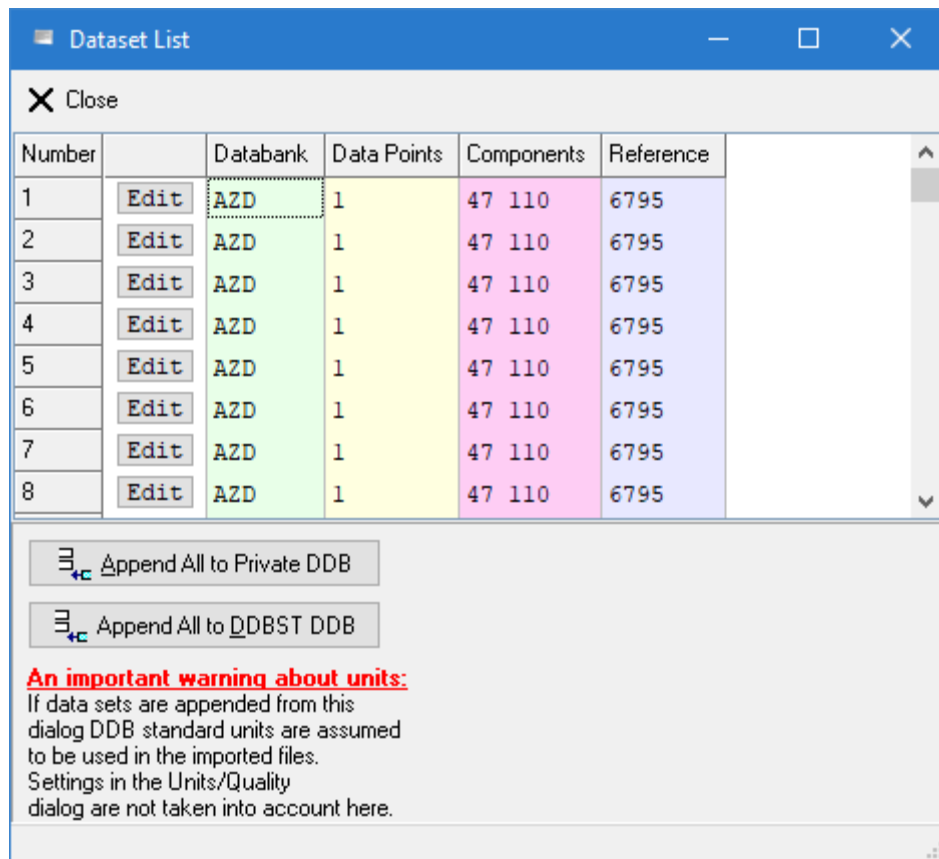 Dataset List
Close
Number Databank Data Points Components Reference
1 Edit AZD 1 47 110 6795
2 Edit AZD 1 47 110 6795
3 Edit AZD 1 47 110 6795
4 Edit AZD 1 47 110 6795
5 Edit AZD 1 47 110 6795
6 Edit AZD 1 47 110 6795
7 Edit AZD 1 47 110 6795
8 Edit AZD 1 47 110 6795
Append All to Private DDB
Append All to DDBST DDB
An important warning about units:
If data sets are appended from this
dialog DDB standard units are assumed
to be used in the imported files.
Settings in the Units/Quality
dialog are not taken into account here.